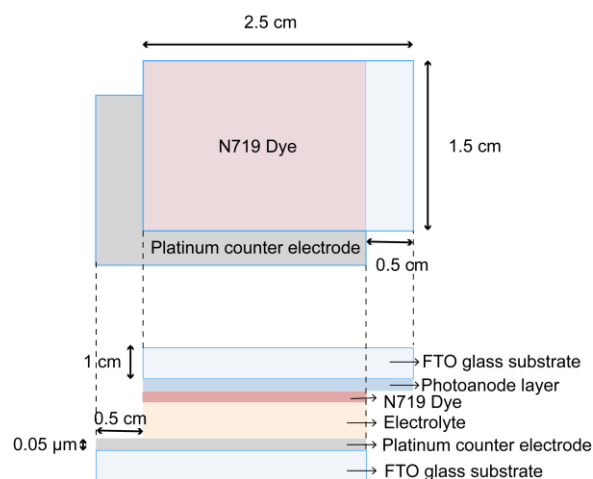 2.5 cm
N719 Dye
1.5 cm
Platinum counter electrode
0.5 cm
1 cm
FTO glass substrate
Photoanode layer
N719 Dye
0.5 cm
Electrolyte
0.05 μm
Platinum counter electrode
FTO glass substrate